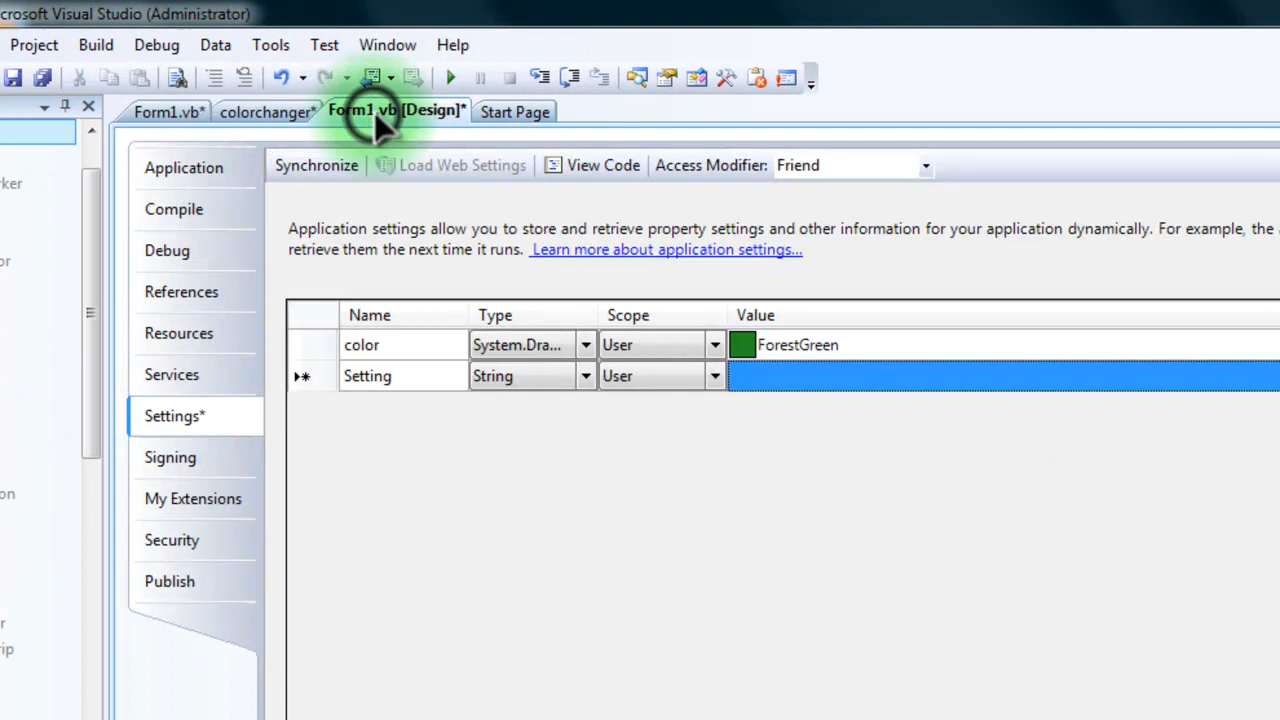 crosoft Visual Studio (Administrator)
Project Build Debug Data Tools Test Window Help
Form1.vb* colorchanger* Form1.vb [Design]* Start Page
Synchronize Load Web Settings View Code Access Modifier: Friend
Application
Compile
Debug
References
Resources
Services
Settings*
Signing
My Extensions
Security
Publish
Application settings allow you to store and retrieve property settings and other information for your application dynamically. For example, the
retrieve them the next time it runs. Learn more about application settings...
Name Type Scope Value
color System.Dra... User ForestGreen
Setting String User
rker
or
on
r
rip